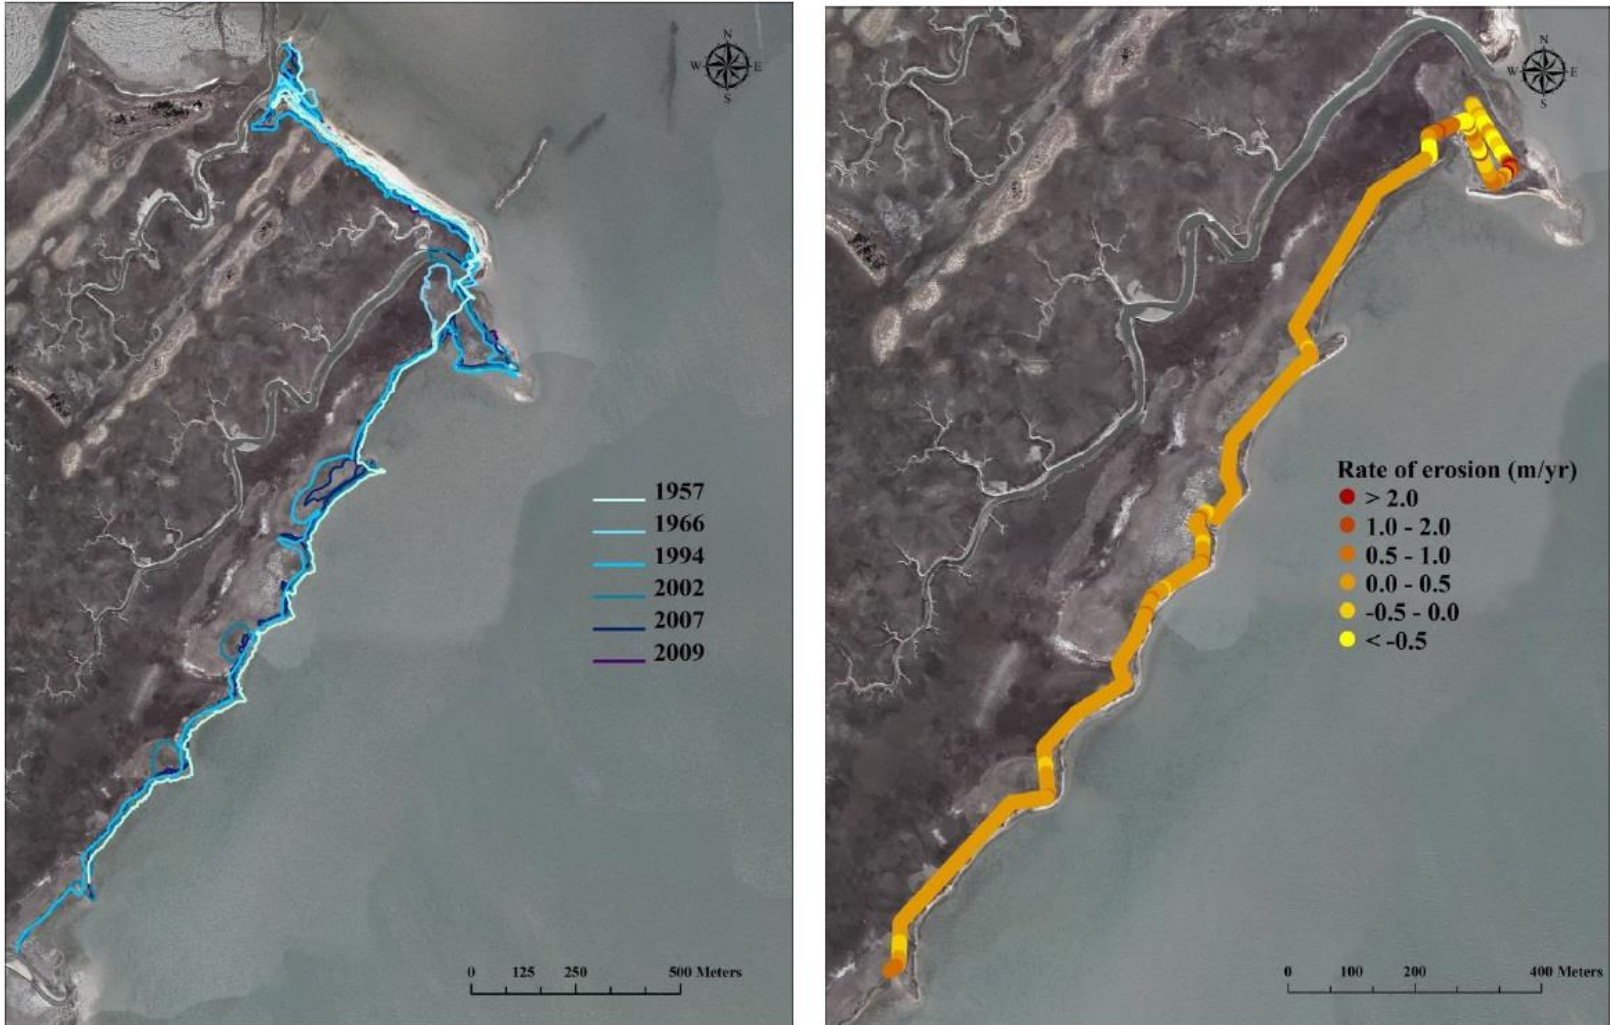 N
W E
S
1957
1966
1994
2002
2007
2009
0 125 250 500 Meters
N
W E
S
Rate of erosion (m/yr)
> 2.0
1.0 - 2.0
0.5 - 1.0
0.0 - 0.5
-0.5 - 0.0
< -0.5
0 100 200 400 Meters